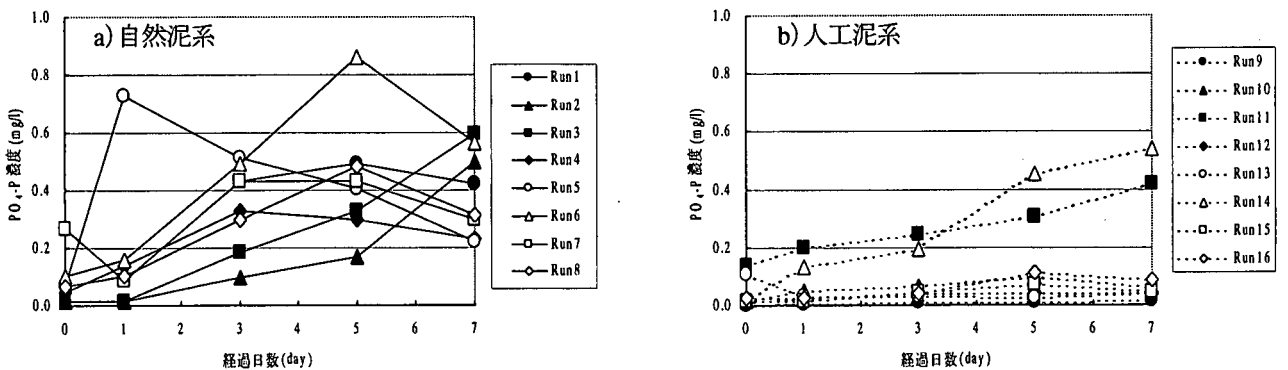 a) 自然泥系
PO₄-P 濃度 (mg/l)
1.0
0.8
0.6
0.4
0.2
0.0
0 1 2 3 4 5 6 7
経過日数(day)
Run1
Run2
Run3
Run4
Run5
Run6
Run7
Run8
b) 人工泥系
PO₄-P 濃度 (mg/l)
1.0
0.8
0.6
0.4
0.2
0.0
0 1 2 3 4 5 6 7
経過日数(day)
Run9
Run10
Run11
Run12
Run13
Run14
Run15
Run16